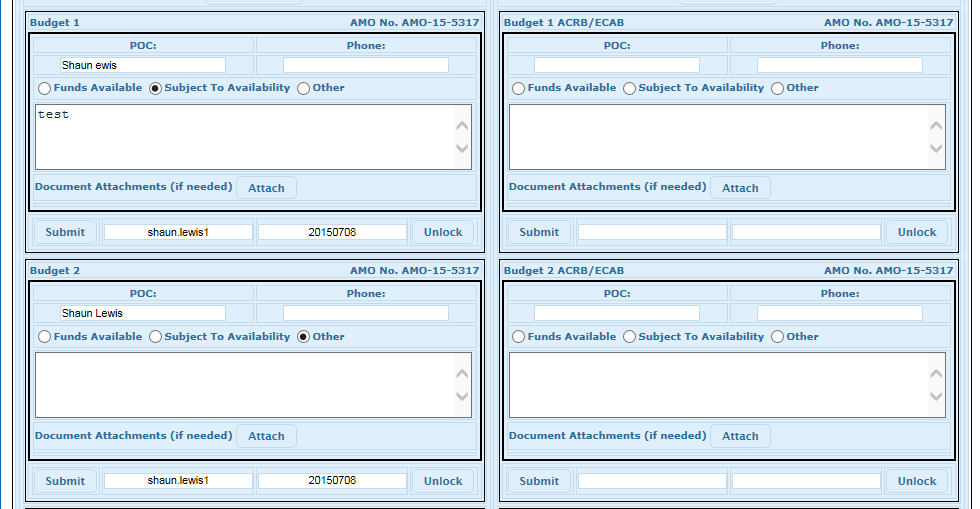 Budget 1 AMO No. AMO-15-5317
POC: Phone:
Shaun ewis
Funds Available Subject To Availability Other
test
Document Attachments (if needed) Attach
Submit shaun.lewis1 20150708 Unlock
Budget 1 ACRB/ECAB AMO No. AMO-15-5317
POC: Phone:
Funds Available Subject To Availability Other
Document Attachments (if needed) Attach
Submit Unlock
Budget 2 AMO No. AMO-15-5317
POC: Phone:
Shaun Lewis
Funds Available Subject To Availability Other
Document Attachments (if needed) Attach
Submit shaun.lewis1 20150708 Unlock
Budget 2 ACRB/ECAB AMO No. AMO-15-5317
POC: Phone:
Funds Available Subject To Availability Other
Document Attachments (if needed) Attach
Submit Unlock